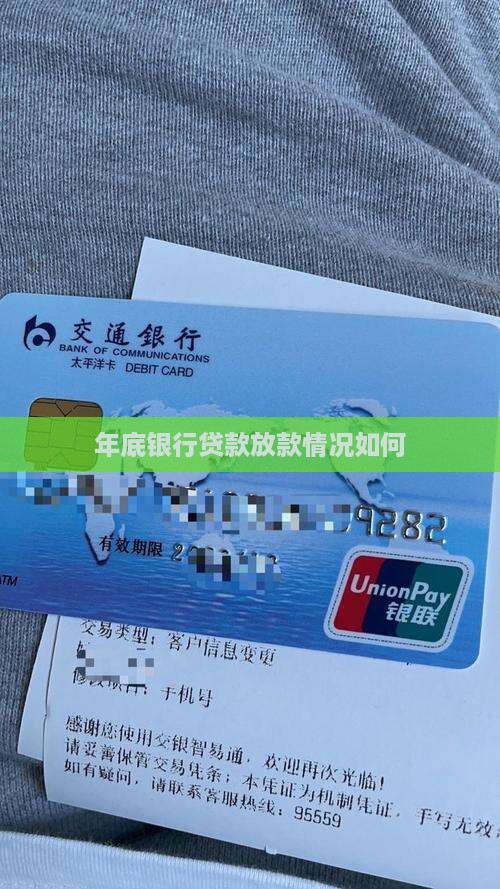 交通銀行
BANK OF COMMUNICATIONS
太平洋卡 DEBIT CARD
年底银行贷款放款情况如何
9282
有效期限 2
ATM
UnionPay
银联
交易类型：客户信息变更
手机号
感谢您使用交银智易通，欢迎再次光临！
请妥善保管交易凭条；本凭证为机制凭证，手写无效
如有疑问，请联系客服热线：95559